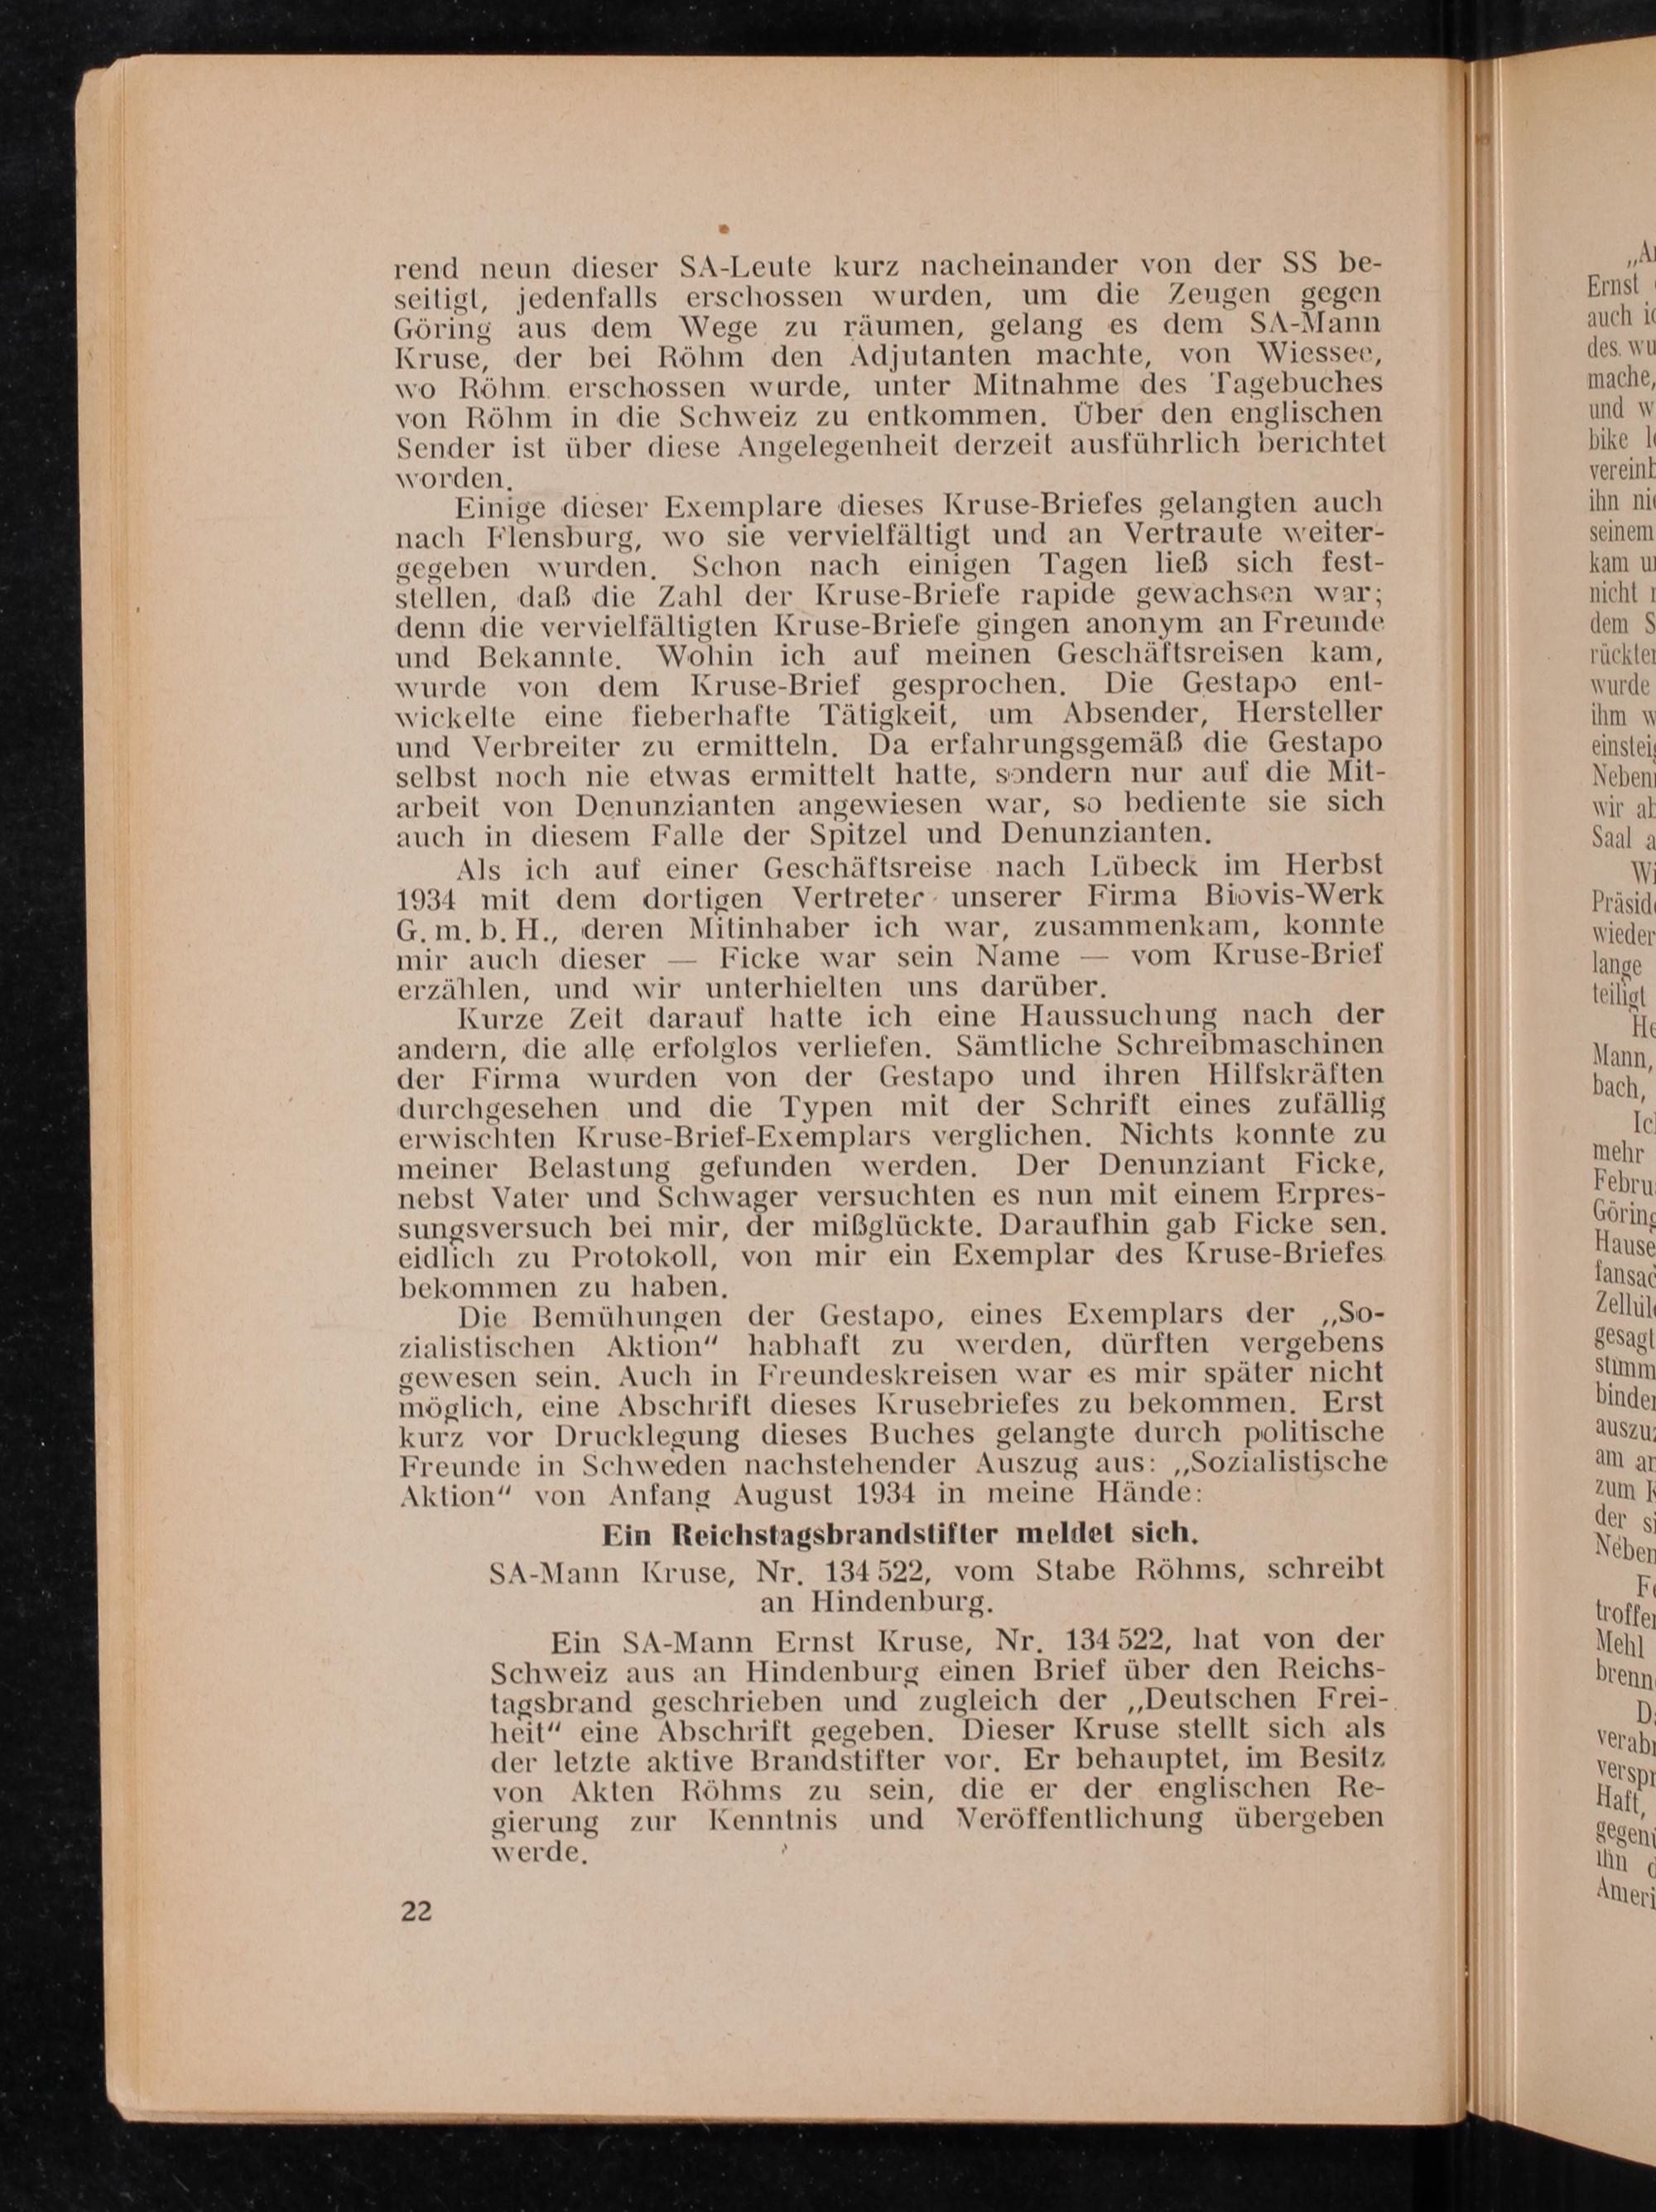 rend neun dieser SA-Leute kurz nacheinander von der SS be-
seitigt, jedenfalls erschossen wurden, um die Zeugen gegen
Göring aus dem Wege zu räumen, gelang es dem SA-Mann
Kruse, der bei Röhm den Adjutanten machte, von Wiessee,
wo Röhm erschossen wurde, unter Mitnahme des Tagebuches
von Röhm in die Schweiz zu entkommen. Über den englischen
Sender ist über diese Angelegenheit derzeit ausführlich berichtet
worden.
Einige dieser Exemplare dieses Kruse-Briefes gelangten auch
nach Flensburg, wo sie vervielfältigt und an Vertraute weiter-
gegeben wurden. Schon nach einigen Tagen ließ sich fest-
stellen, daß die Zahl der Kruse-Briefe rapide gewachsen war;
denn die vervielfältigten Kruse-Briefe gingen anonym an Freunde
und Bekannte. Wohin ich auf meinen Geschäftsreisen kam,
wurde von dem Kruse-Brief gesprochen. Die Gestapo ent-
wickelte eine fieberhafte Tätigkeit, um Absender, Hersteller
und Verbreiter zu ermitteln. Da erfahrungsgemäß die Gestapo
selbst noch nie etwas ermittelt hatte, sondern nur auf die Mit-
arbeit von Denunzianten angewiesen war, so bediente sie sich
auch in diesem Falle der Spitzel und Denunzianten.
Als ich auf einer Geschäftsreise nach Lübeck im Herbst
1934 mit dem dortigen Vertreter unserer Firma Biovis-Werk
G. m. b. H., deren Mitinhaber ich war, zusammenkam, konnte
mir auch dieser — Ficke war sein Name — vom Kruse-Brief
erzählen, und wir unterhielten uns darüber.
Kurze Zeit darauf hatte ich eine Haussuchung nach der
andern, die alle erfolglos verliefen. Sämtliche Schreibmaschinen
der Firma wurden von der Gestapo und ihren Hilfskräften
durchgesehen und die Typen mit der Schrift eines zufällig
erwischten Kruse-Brief-Exemplars verglichen. Nichts konnte zu
meiner Belastung gefunden werden. Der Denunziant Ficke,
nebst Vater und Schwager versuchten es nun mit einem Erpres-
sungsversuch bei mir, der mißglückte. Daraufhin gab Ficke sen.
eidlich zu Protokoll, von mir ein Exemplar des Kruse-Briefes
bekommen zu haben.
Die Bemühungen der Gestapo, eines Exemplars der „So-
zialistischen Aktion" habhaft zu werden, dürften vergebens
gewesen sein. Auch in Freundeskreisen war es mir später nicht
möglich, eine Abschrift dieses Krusebriefes zu bekommen. Erst
kurz vor Drucklegung dieses Buches gelangte durch politische
Freunde in Schweden nachstehender Auszug aus: „Sozialistische
Aktion" von Anfang August 1934 in meine Hände:
Ein Reichstagsbrandstifter meldet sich.
SA-Mann Kruse, Nr. 134 522, vom Stabe Röhms, schreibt
an Hindenburg.
Ein SA-Mann Ernst Kruse, Nr. 134 522, hat von der
Schweiz aus an Hindenburg einen Brief über den Reichs-
tagsbrand geschrieben und zugleich der „Deutschen Frei-
heit" eine Abschrift gegeben. Dieser Kruse stellt sich als
der letzte aktive Brandstifter vor. Er behauptet, im Besitz
von Akten Röhms zu sein, die er der englischen Re-
gierung zur Kenntnis und Veröffentlichung übergeben
werde.
22